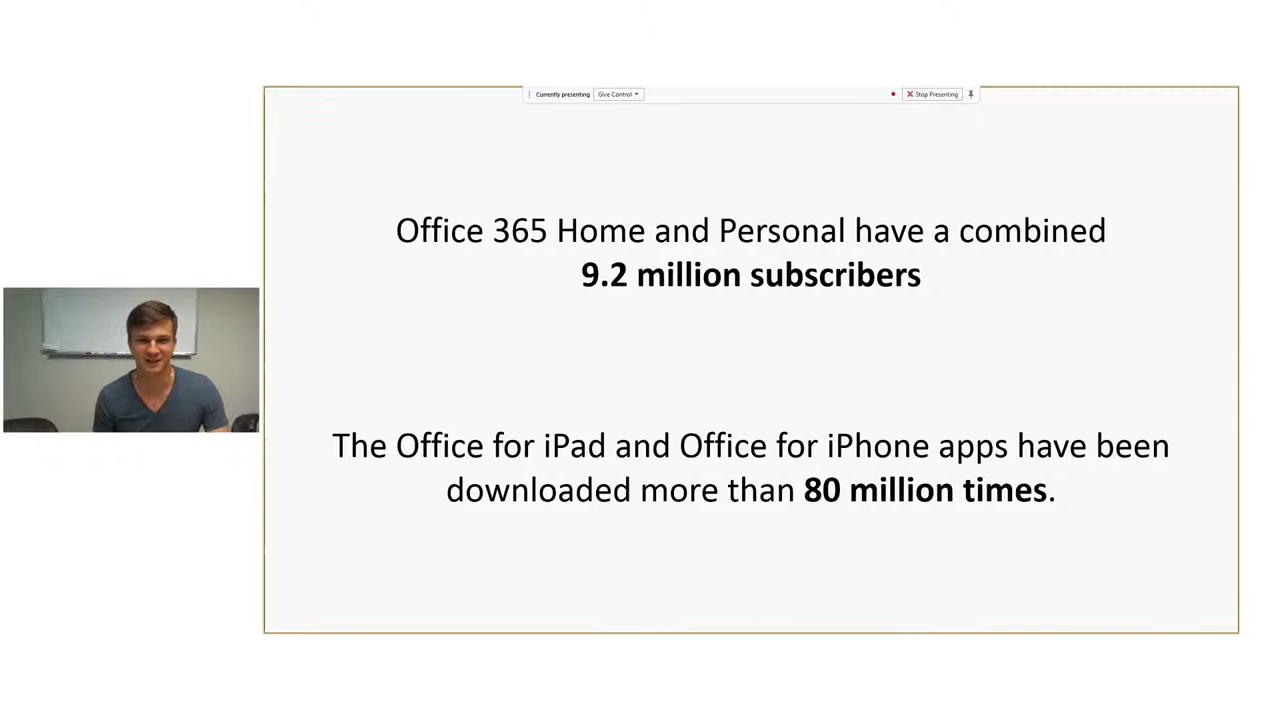 Currently presenting Give Control Stop Presenting
Office 365 Home and Personal have a combined
9.2 million subscribers
The Office for iPad and Office for iPhone apps have been
downloaded more than 80 million times.